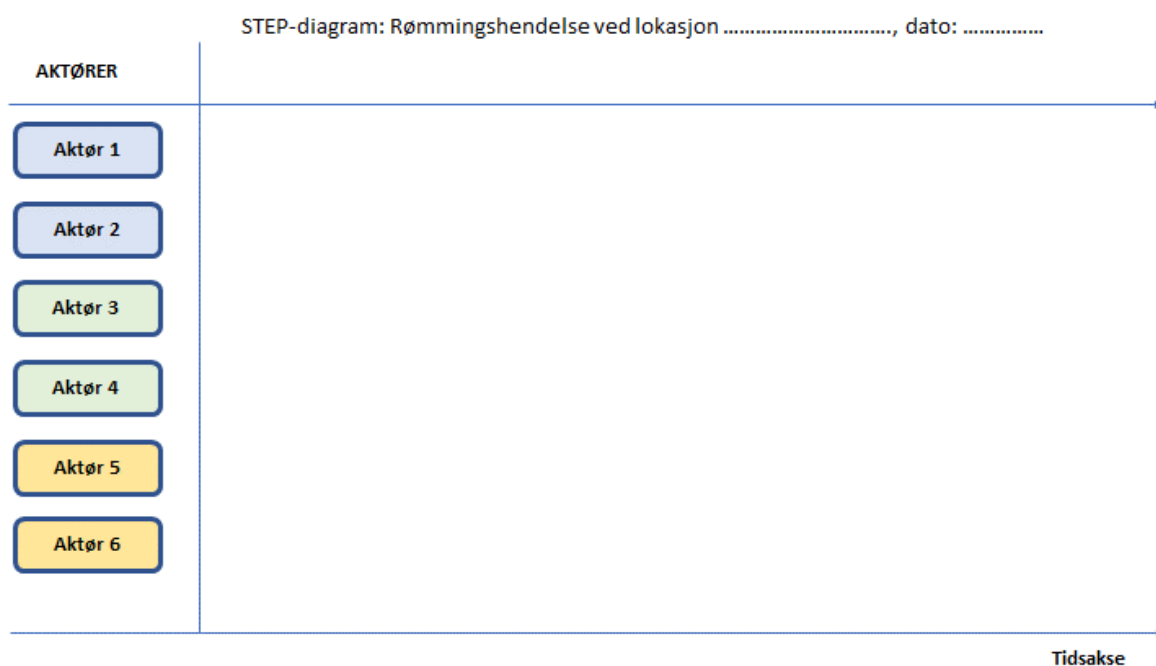 STEP-diagram: Rømmingshendelse ved lokasjon ……………………………, dato: ……………
AKTØRER
Aktør 1
Aktør 2
Aktør 3
Aktør 4
Aktør 5
Aktør 6
Tidsakse